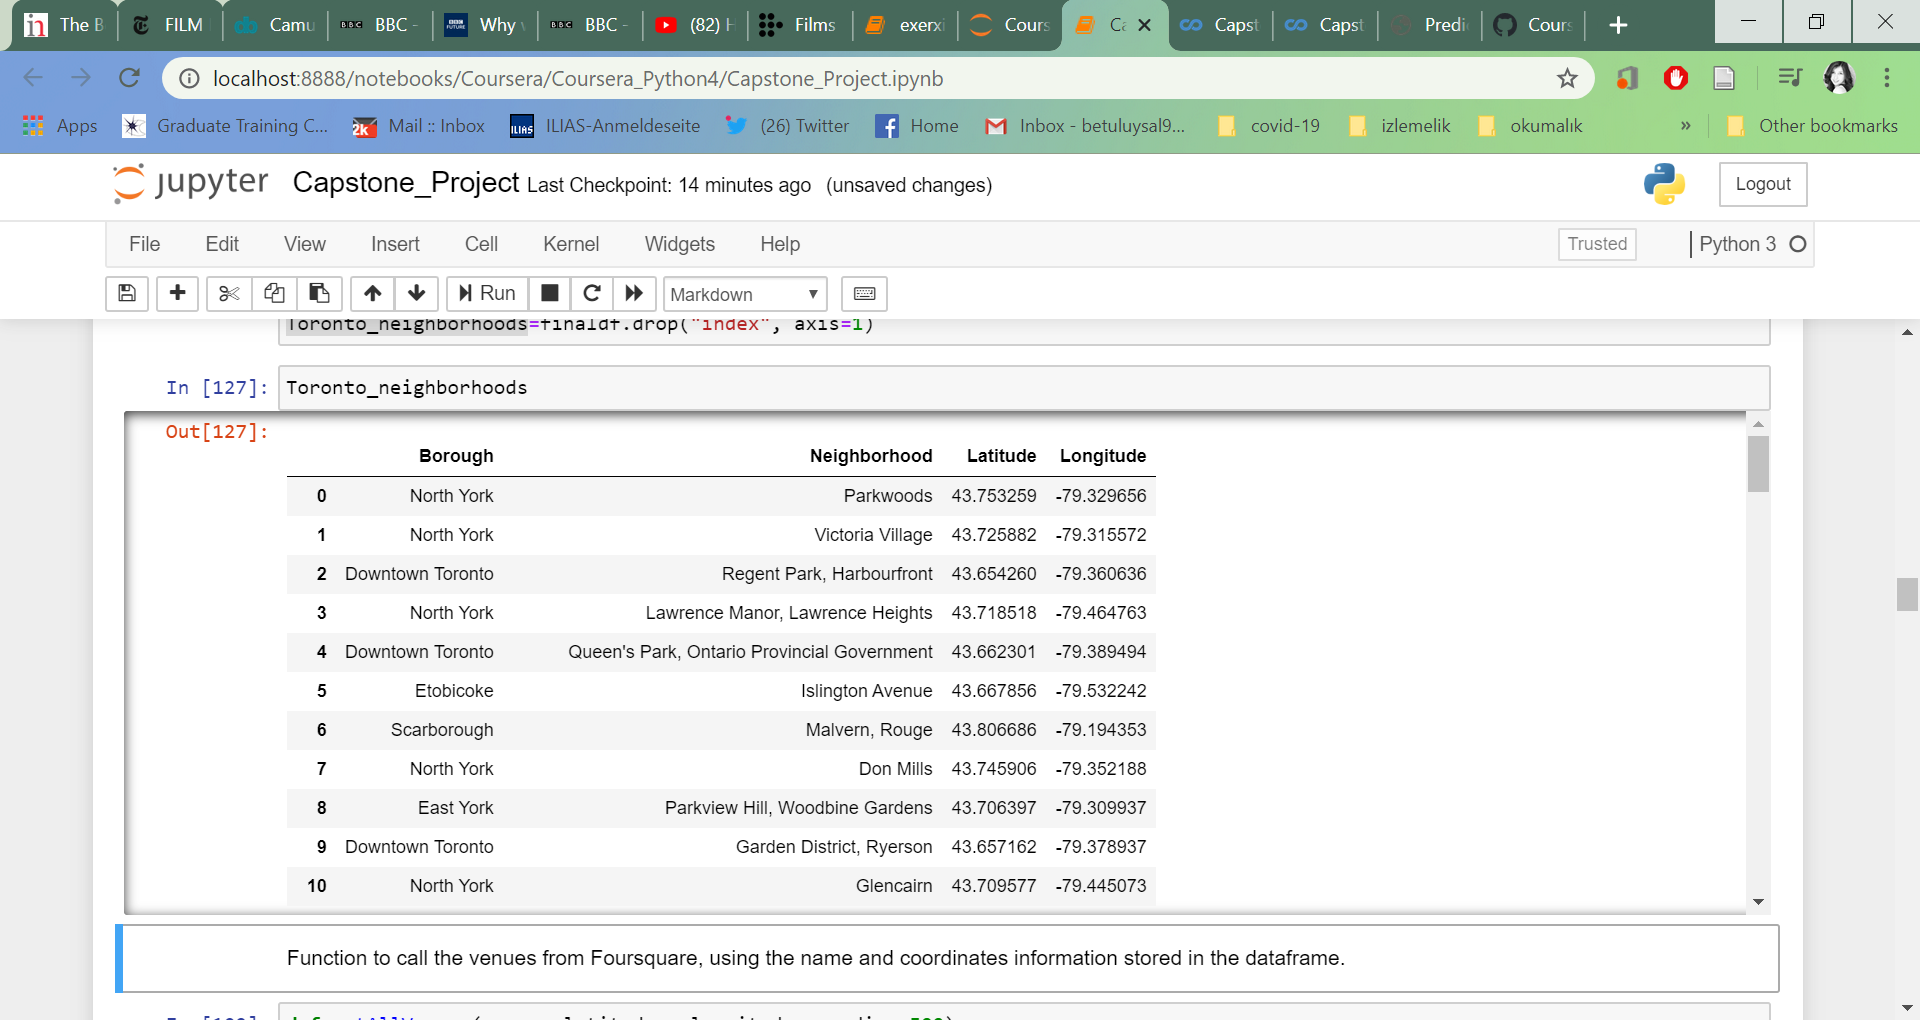 The B
FILM
Camu
BBC BBC -
Why
BBC BBC -
(82) H
Films
exerxi
Cours
Ca
Capst
Capst
Predi
Cours
localhost:8888/notebooks/Coursera/Coursera_Python4/Capstone_Project.ipynb
Apps Graduate Training C... 2k Mail :: Inbox ILIAS ILIAS-Anmeldeseite (26) Twitter Home Inbox - betuluysal9... covid-19 izlemelik okumalık » Other bookmarks
jupyter Capstone_Project Last Checkpoint: 14 minutes ago (unsaved changes) Logout
File Edit View Insert Cell Kernel Widgets Help Trusted Python 3
Run Markdown
Toronto_neighborhoods=finaldf.drop("index", axis=1)
In [127]: Toronto_neighborhoods
Out[127]:
Borough Neighborhood Latitude Longitude
0 North York Parkwoods 43.753259 -79.329656
1 North York Victoria Village 43.725882 -79.315572
2 Downtown Toronto Regent Park, Harbourfront 43.654260 -79.360636
3 North York Lawrence Manor, Lawrence Heights 43.718518 -79.464763
4 Downtown Toronto Queen's Park, Ontario Provincial Government 43.662301 -79.389494
5 Etobicoke Islington Avenue 43.667856 -79.532242
6 Scarborough Malvern, Rouge 43.806686 -79.194353
7 North York Don Mills 43.745906 -79.352188
8 East York Parkview Hill, Woodbine Gardens 43.706397 -79.309937
9 Downtown Toronto Garden District, Ryerson 43.657162 -79.378937
10 North York Glencairn 43.709577 -79.445073
Function to call the venues from Foursquare, using the name and coordinates information stored in the dataframe.